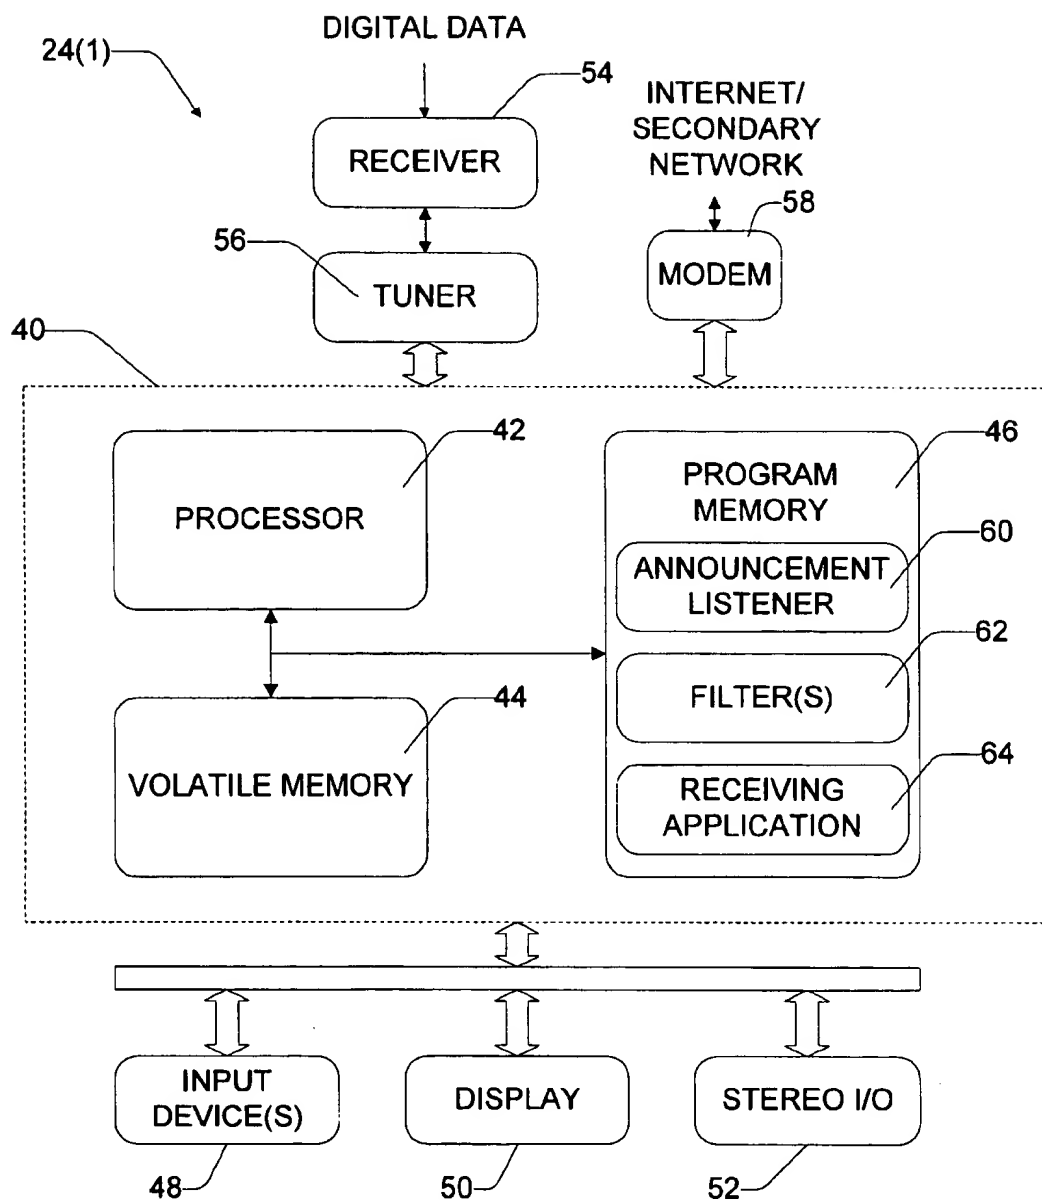 DIGITAL DATA
24(1)
54
INTERNET/
SECONDARY
NETWORK
RECEIVER
58
56
TUNER
MODEM
40
42
46
PROCESSOR
PROGRAM
MEMORY
60
ANNOUNCEMENT
LISTENER
62
FILTER(S)
44
VOLATILE MEMORY
64
RECEIVING
APPLICATION
INPUT
DEVICE(S)
DISPLAY
STEREO I/O
48
50
52